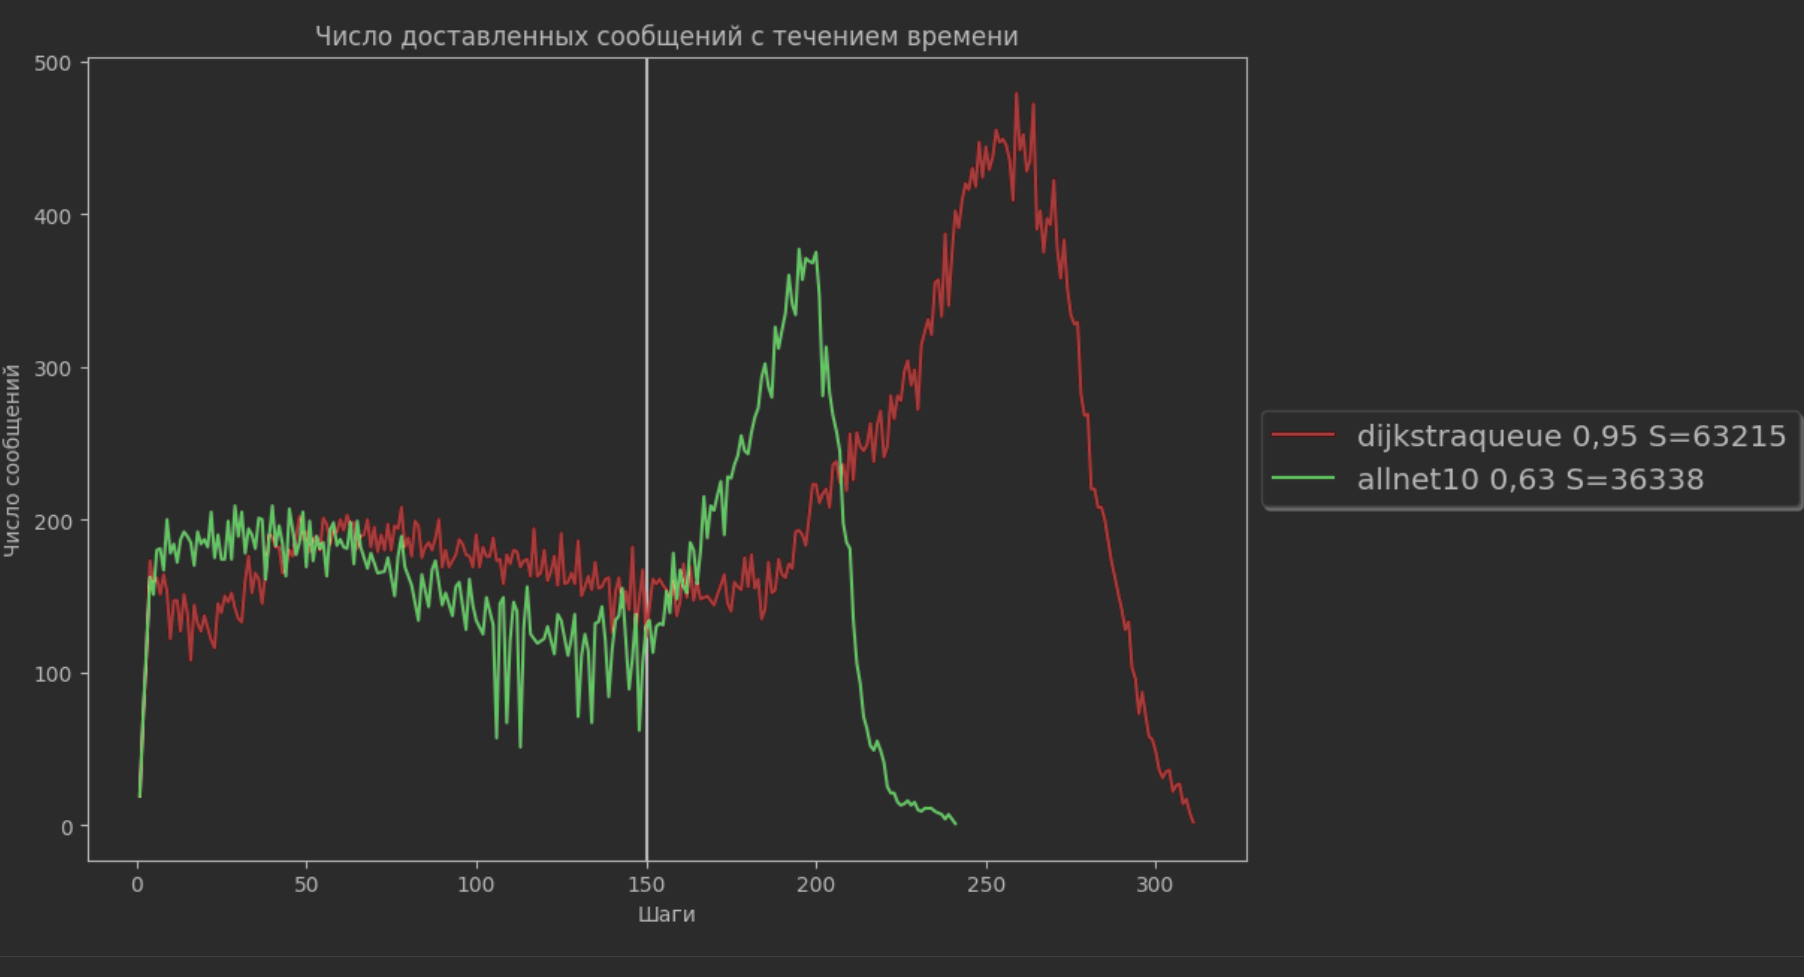 Число доставленных сообщений с течением времени
500
400
300
200
100
0
Число сообщений
0 50 100 150 200 250 300
Шаги
dijkstraqueue 0,95 S=63215
allnet10 0,63 S=36338